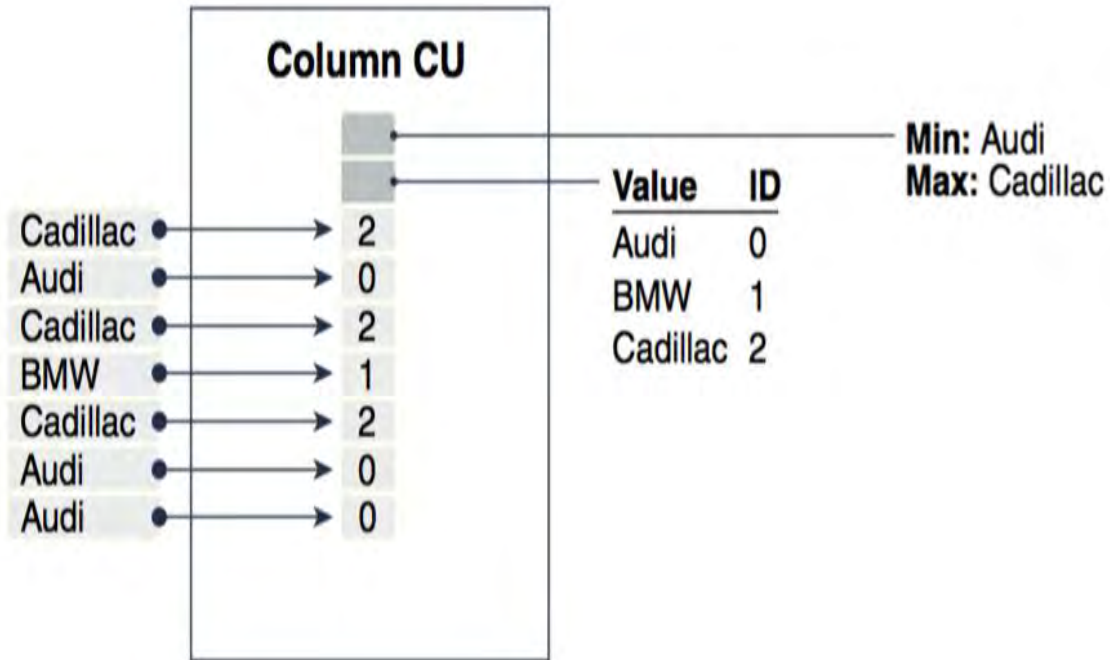 Column CU
Min: Audi
Max: Cadillac
Value ID
Audi 0
BMW 1
Cadillac 2
Cadillac 2
Audi 0
Cadillac 2
BMW 1
Cadillac 2
Audi 0
Audi 0